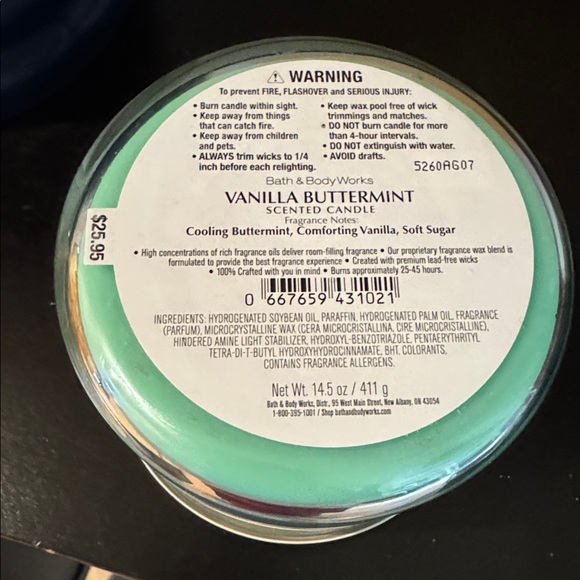 ⚠ WARNING
To prevent FIRE, FLASHOVER and SERIOUS INJURY:
• Burn candle within sight.
• Keep away from things
that can catch fire.
• Keep away from children
and pets.
• ALWAYS trim wicks to 1/4
inch before each relighting.
• Keep wax pool free of wick
trimmings and matches.
• DO NOT burn candle for more
than 4-hour intervals.
• DO NOT extinguish with water.
• AVOID drafts.
5260AG07
Bath & Body Works
VANILLA BUTTERMINT
SCENTED CANDLE
Fragrance Notes:
Cooling Buttermint, Comforting Vanilla, Soft Sugar
$25.95
• High concentrations of rich fragrance oils deliver room-filling fragrance • Our proprietary fragrance wax blend is
formulated to provide the best fragrance experience • Created with premium lead-free wicks
• 100% Crafted with you in mind • Burns approximately 25-45 hours.
0 667659 431021
INGREDIENTS: HYDROGENATED SOYBEAN OIL, PARAFFIN, HYDROGENATED PALM OIL, FRAGRANCE
(PARFUM), MICROCRYSTALLINE WAX (CERA MICROCRISTALLINA, CIRE MICROCRISTALLINE),
HINDERED AMINE LIGHT STABILIZER, HYDROXYL-BENZOTRIAZOLE, PENTAERYTHRITYL
TETRA-DI-T-BUTYL HYDROXYHYDROCINNAMATE, BHT. COLORANTS.
CONTAINS FRAGRANCE ALLERGENS.
Net Wt. 14.5 oz / 411 g
Bath & Body Works, Distr., 95 West Main Street, New Albany, OH 43054
1-800-395-1001 / Shop bathandbodyworks.com